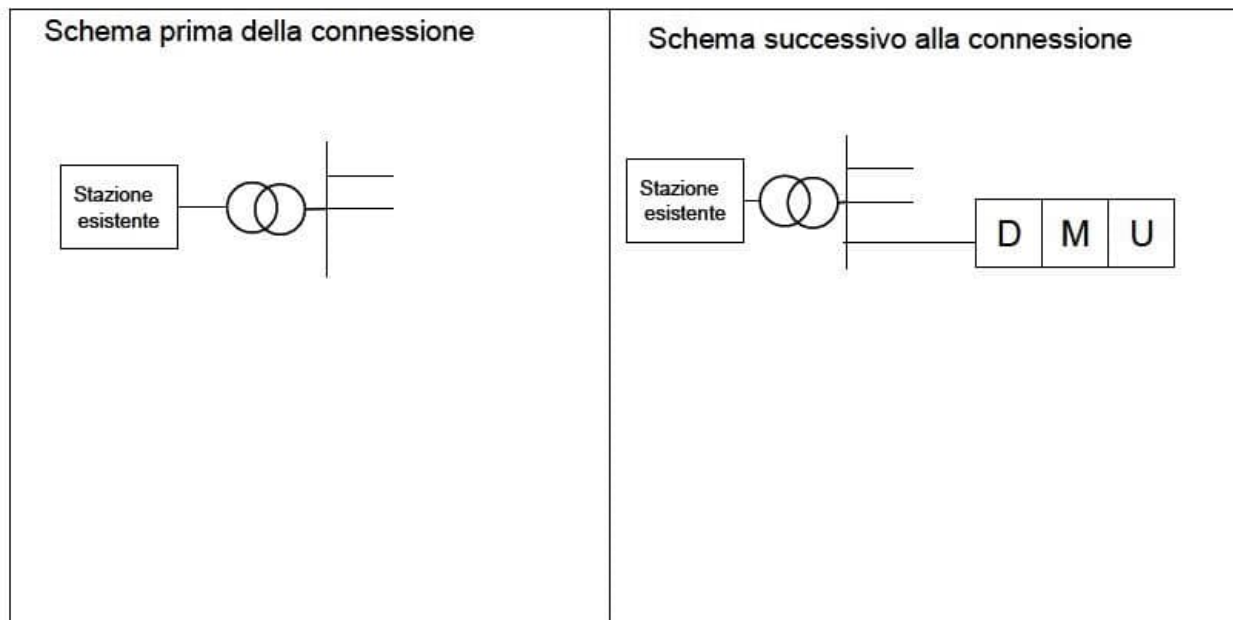 Schema prima della connessione
Stazione
esistente
Schema successivo alla connessione
Stazione
esistente
D M U